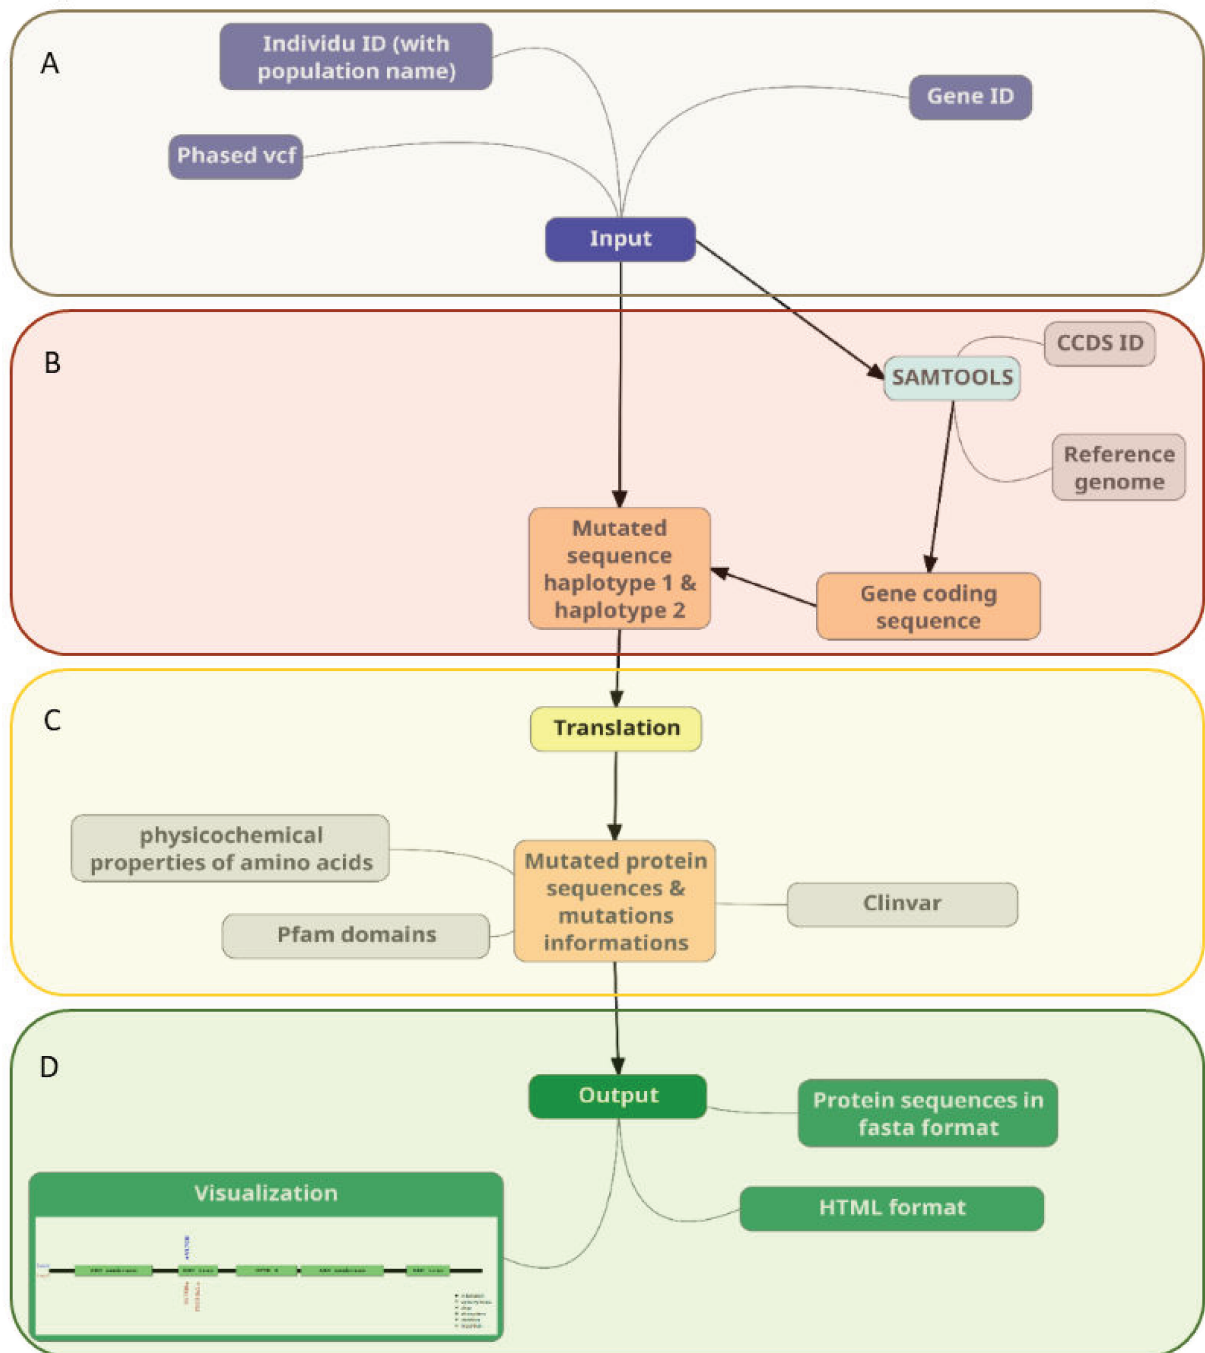 A
Individu ID (with
population name)
Gene ID
Phased vcf
Input
B
CCDS ID
SAMTOOLS
Reference
genome
Mutated
sequence
haplotype 1 &
haplotype 2
Gene coding
sequence
C
Translation
physicochemical
properties of amino acids
Mutated protein
sequences &
mutations
informations
Clinvar
Pfam domains
D
Output
Protein sequences in
fasta format
Visualization
HTML format